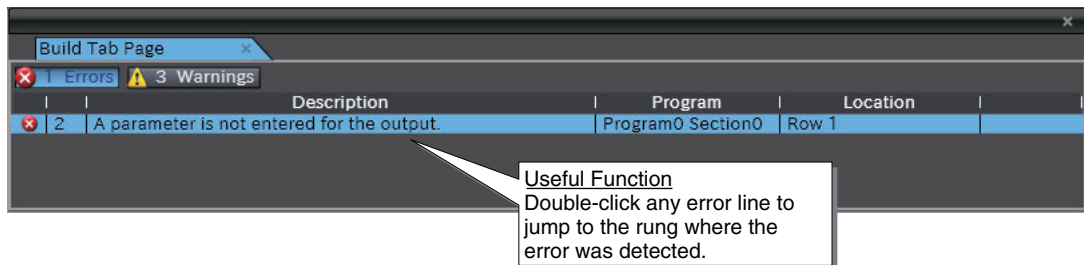 Build Tab Page
1 Errors 3 Warnings
Description Program Location
2 A parameter is not entered for the output. Program0 Section0 Row 1
Useful Function
Double-click any error line to
jump to the rung where the
error was detected.